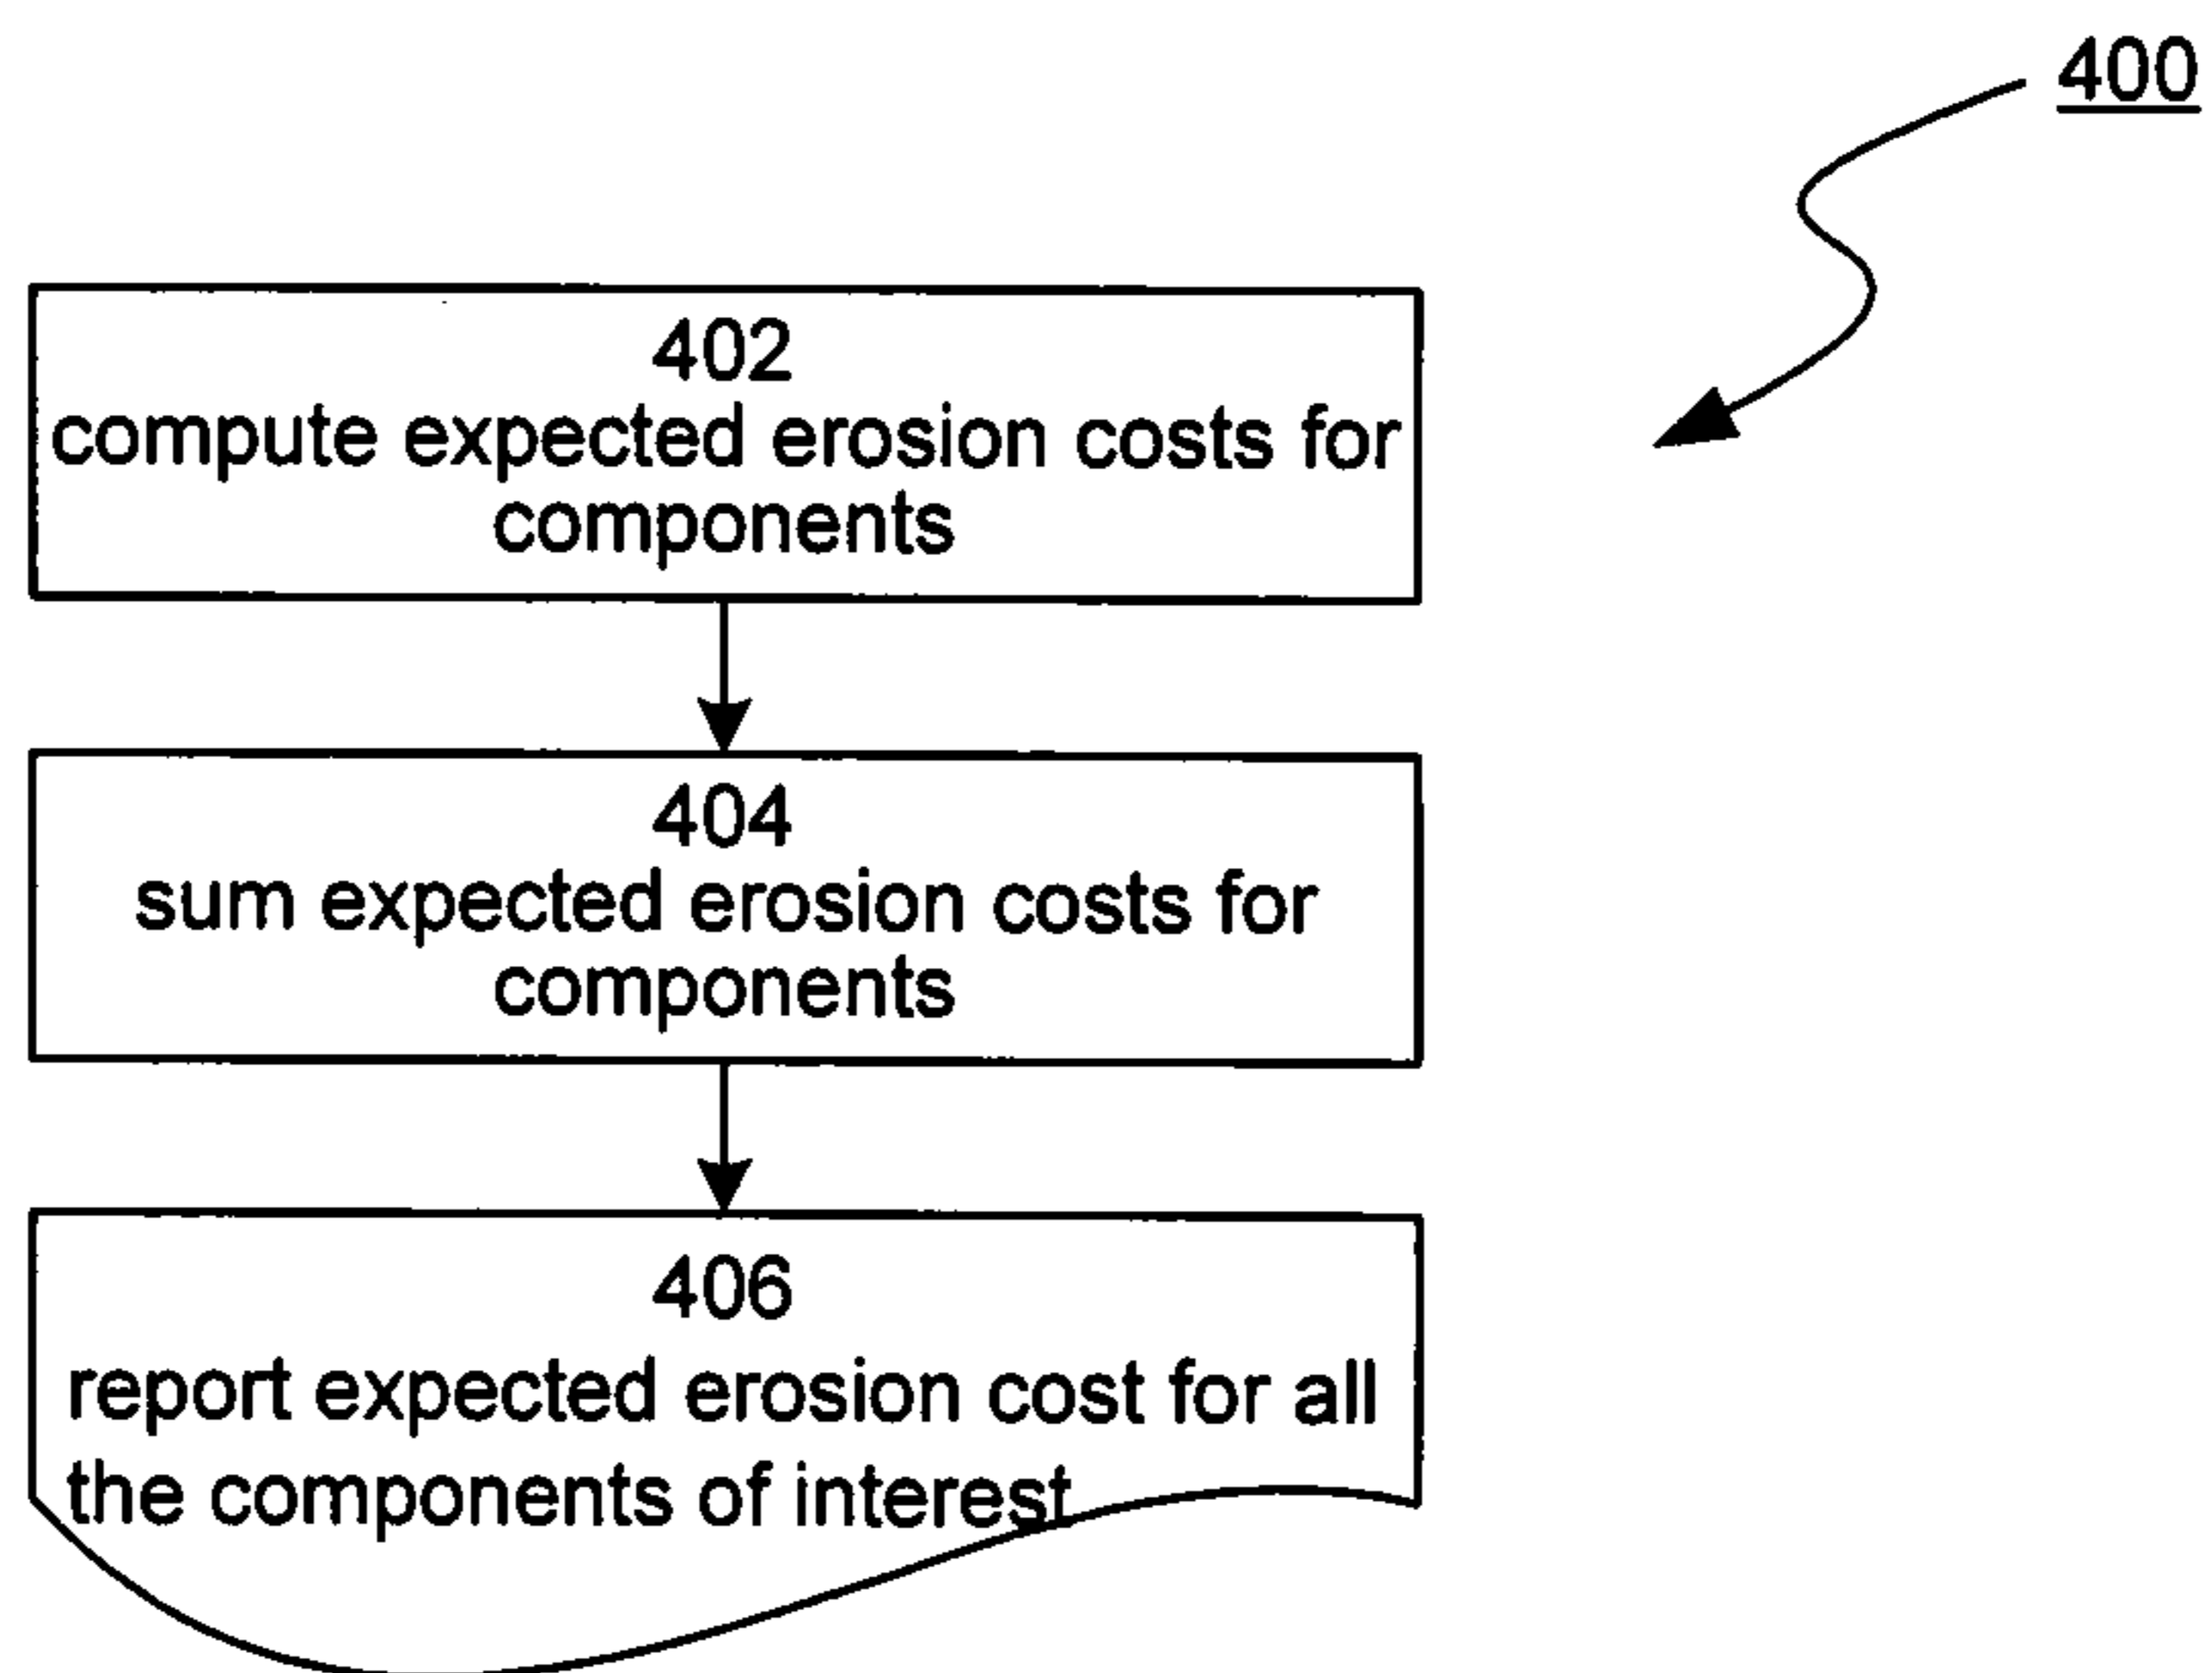 400
402
compute expected erosion costs for
components
404
sum expected erosion costs for
components
406
report expected erosion cost for all
the components of interest